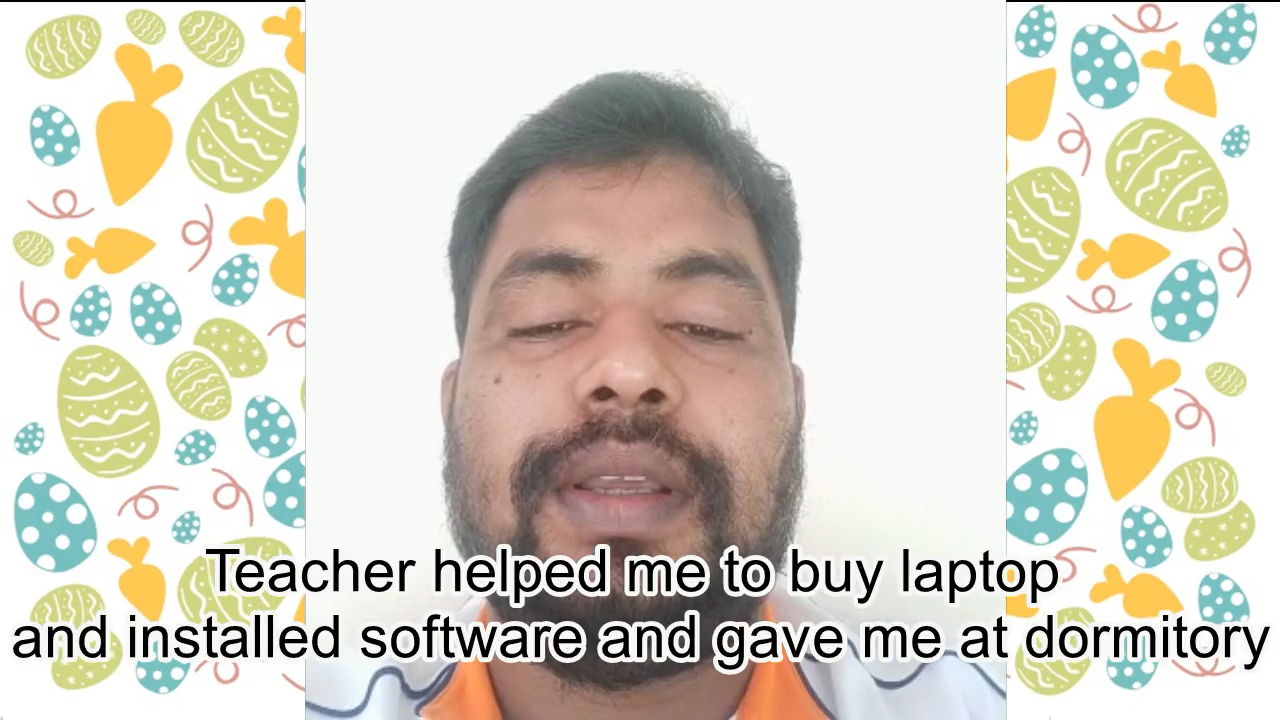 Teacher helped me to buy laptop
and installed software and gave me at dormitory